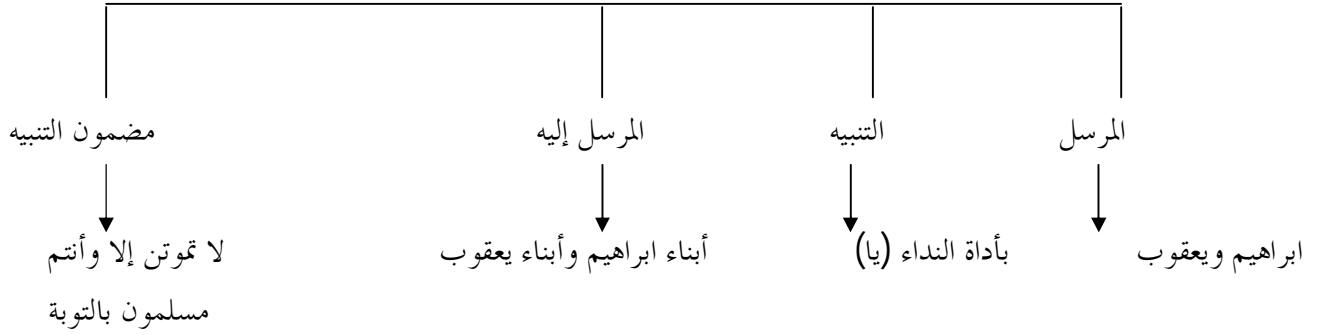 المرسل التنبيه المرسل إليه مضمون التنبيه
ابراهيم ويعقوب بأداة النداء (يا) أبناء ابراهيم وأبناء يعقوب لا تموتن إلا وأنتم
مسلمون بالتوبة